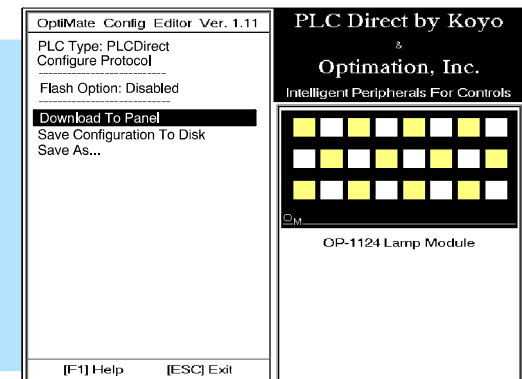 OptiMate Config Editor Ver. 1.11
PLC Type: PLCDirect
Configure Protocol
--------------------------
Flash Option: Disabled
--------------------------
Download To Panel
Save Configuration To Disk
Save As...
[F1] Help [ESC] Exit
PLC Direct by Koyo
&
Optimation, Inc.
Intelligent Peripherals For Controls
OM
OP-1124 Lamp Module